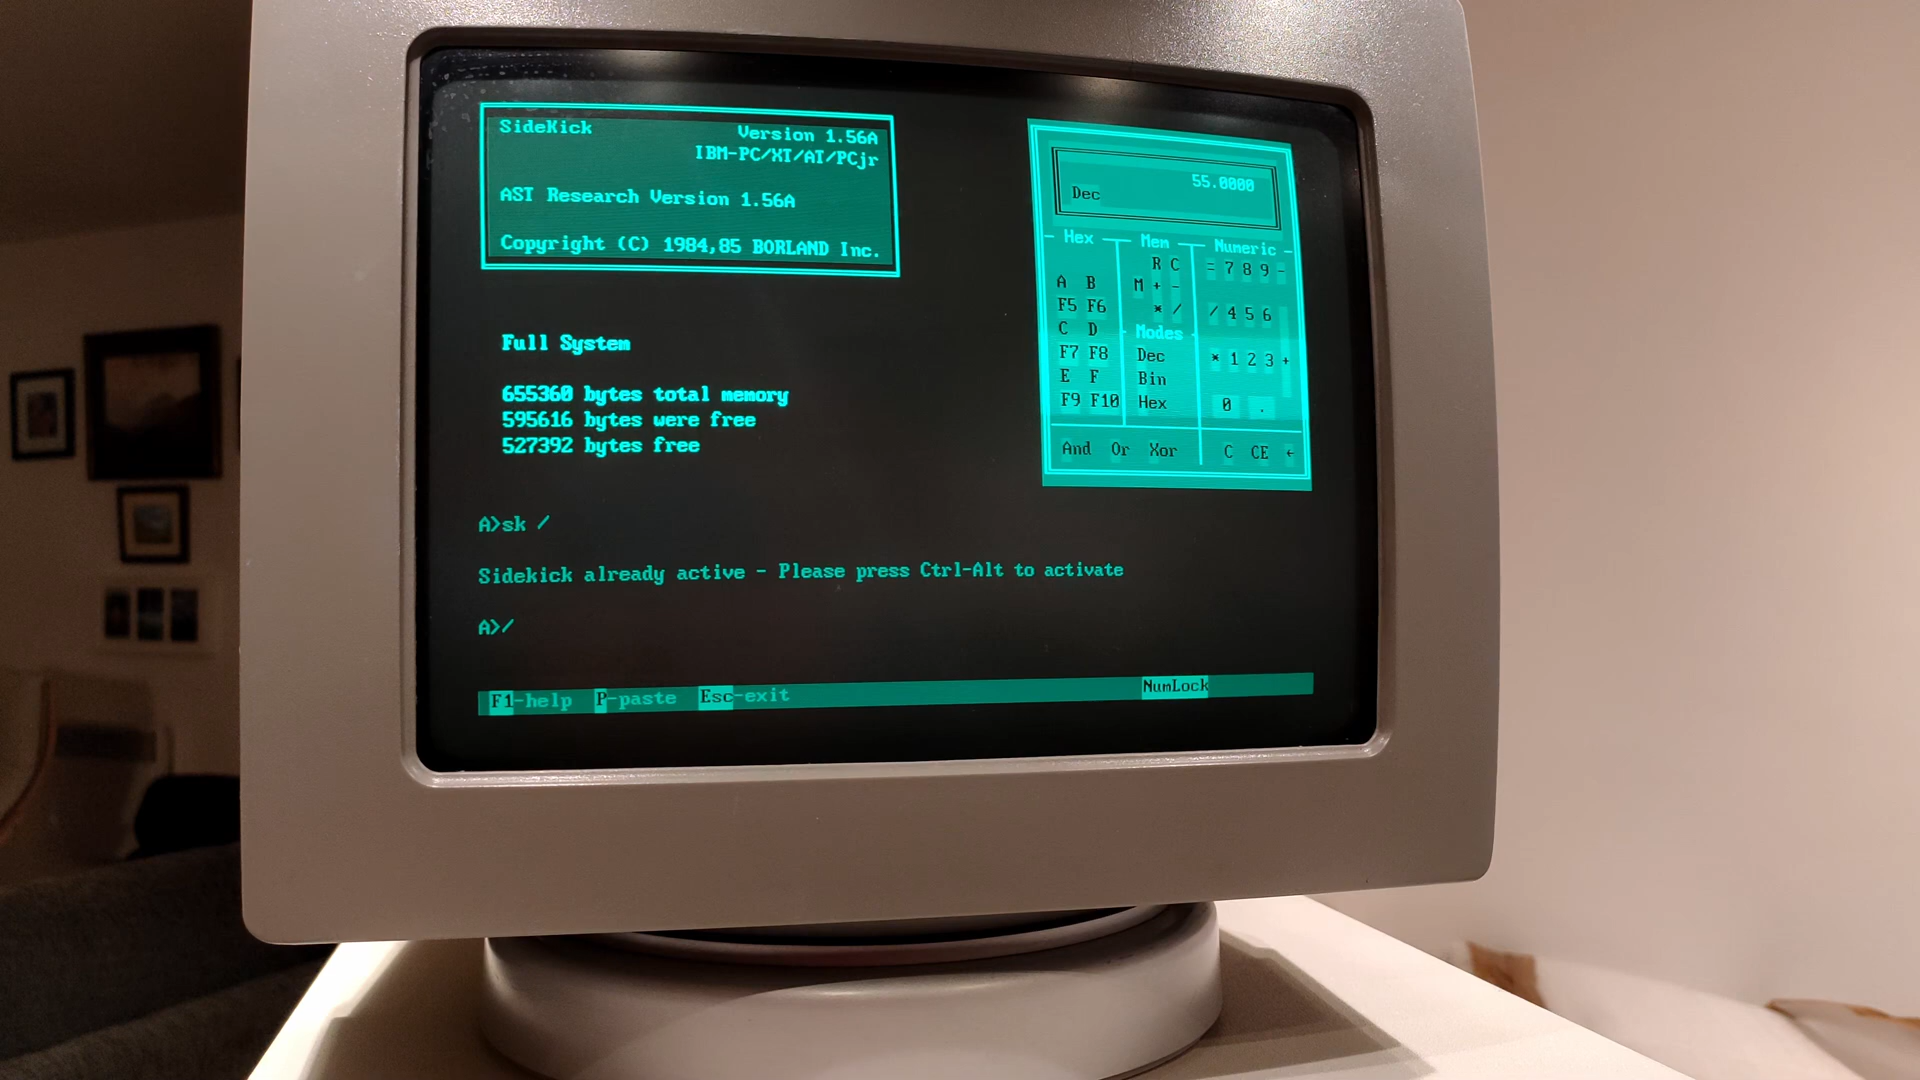 SideKick
Version 1.56A
IBM-PC/XT/AT/PCjr
AST Research Version 1.56A
Copyright (C) 1984,85 BORLAND Inc.
Full System
655360 bytes total memory
595616 bytes were free
527392 bytes free
A>sk /
Sidekick already active - Please press Ctrl-Alt to activate
A>/
55.0000
Dec
Hex Mem Numeric
R C = 7 8 9 -
A B M + -
F5 F6 * / / 4 5 6
C D Modes
F7 F8 Dec * 1 2 3 +
E F Bin
F9 F10 Hex 0 .
And Or Xor C CE ←
F1-help P-paste Esc-exit NumLock